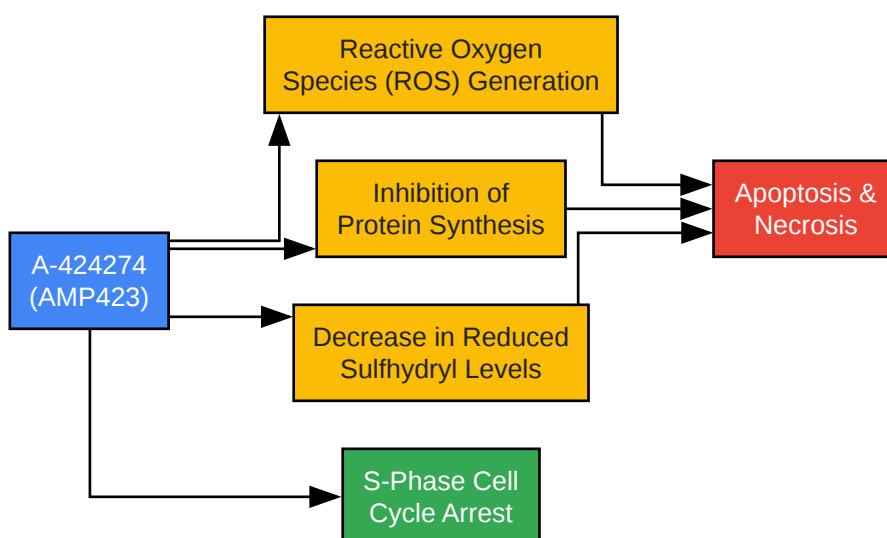 Reactive Oxygen
Species (ROS) Generation
Inhibition of
Protein Synthesis
Apoptosis &
Necrosis
A-424274
(AMP423)
Decrease in Reduced
Sulfhydryl Levels
S-Phase Cell
Cycle Arrest